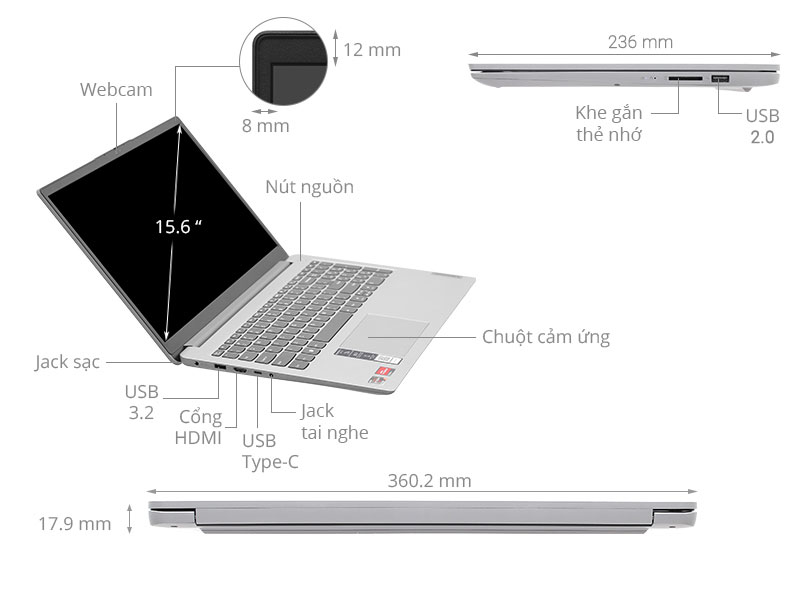 12 mm
236 mm
Webcam
8 mm
Khe gắn
thẻ nhớ
USB
2.0
Nút nguồn
15.6 “
Chuột cảm ứng
Jack sạc
USB
3.2
Cổng
HDMI
USB
Type-C
Jack
tai nghe
360.2 mm
17.9 mm